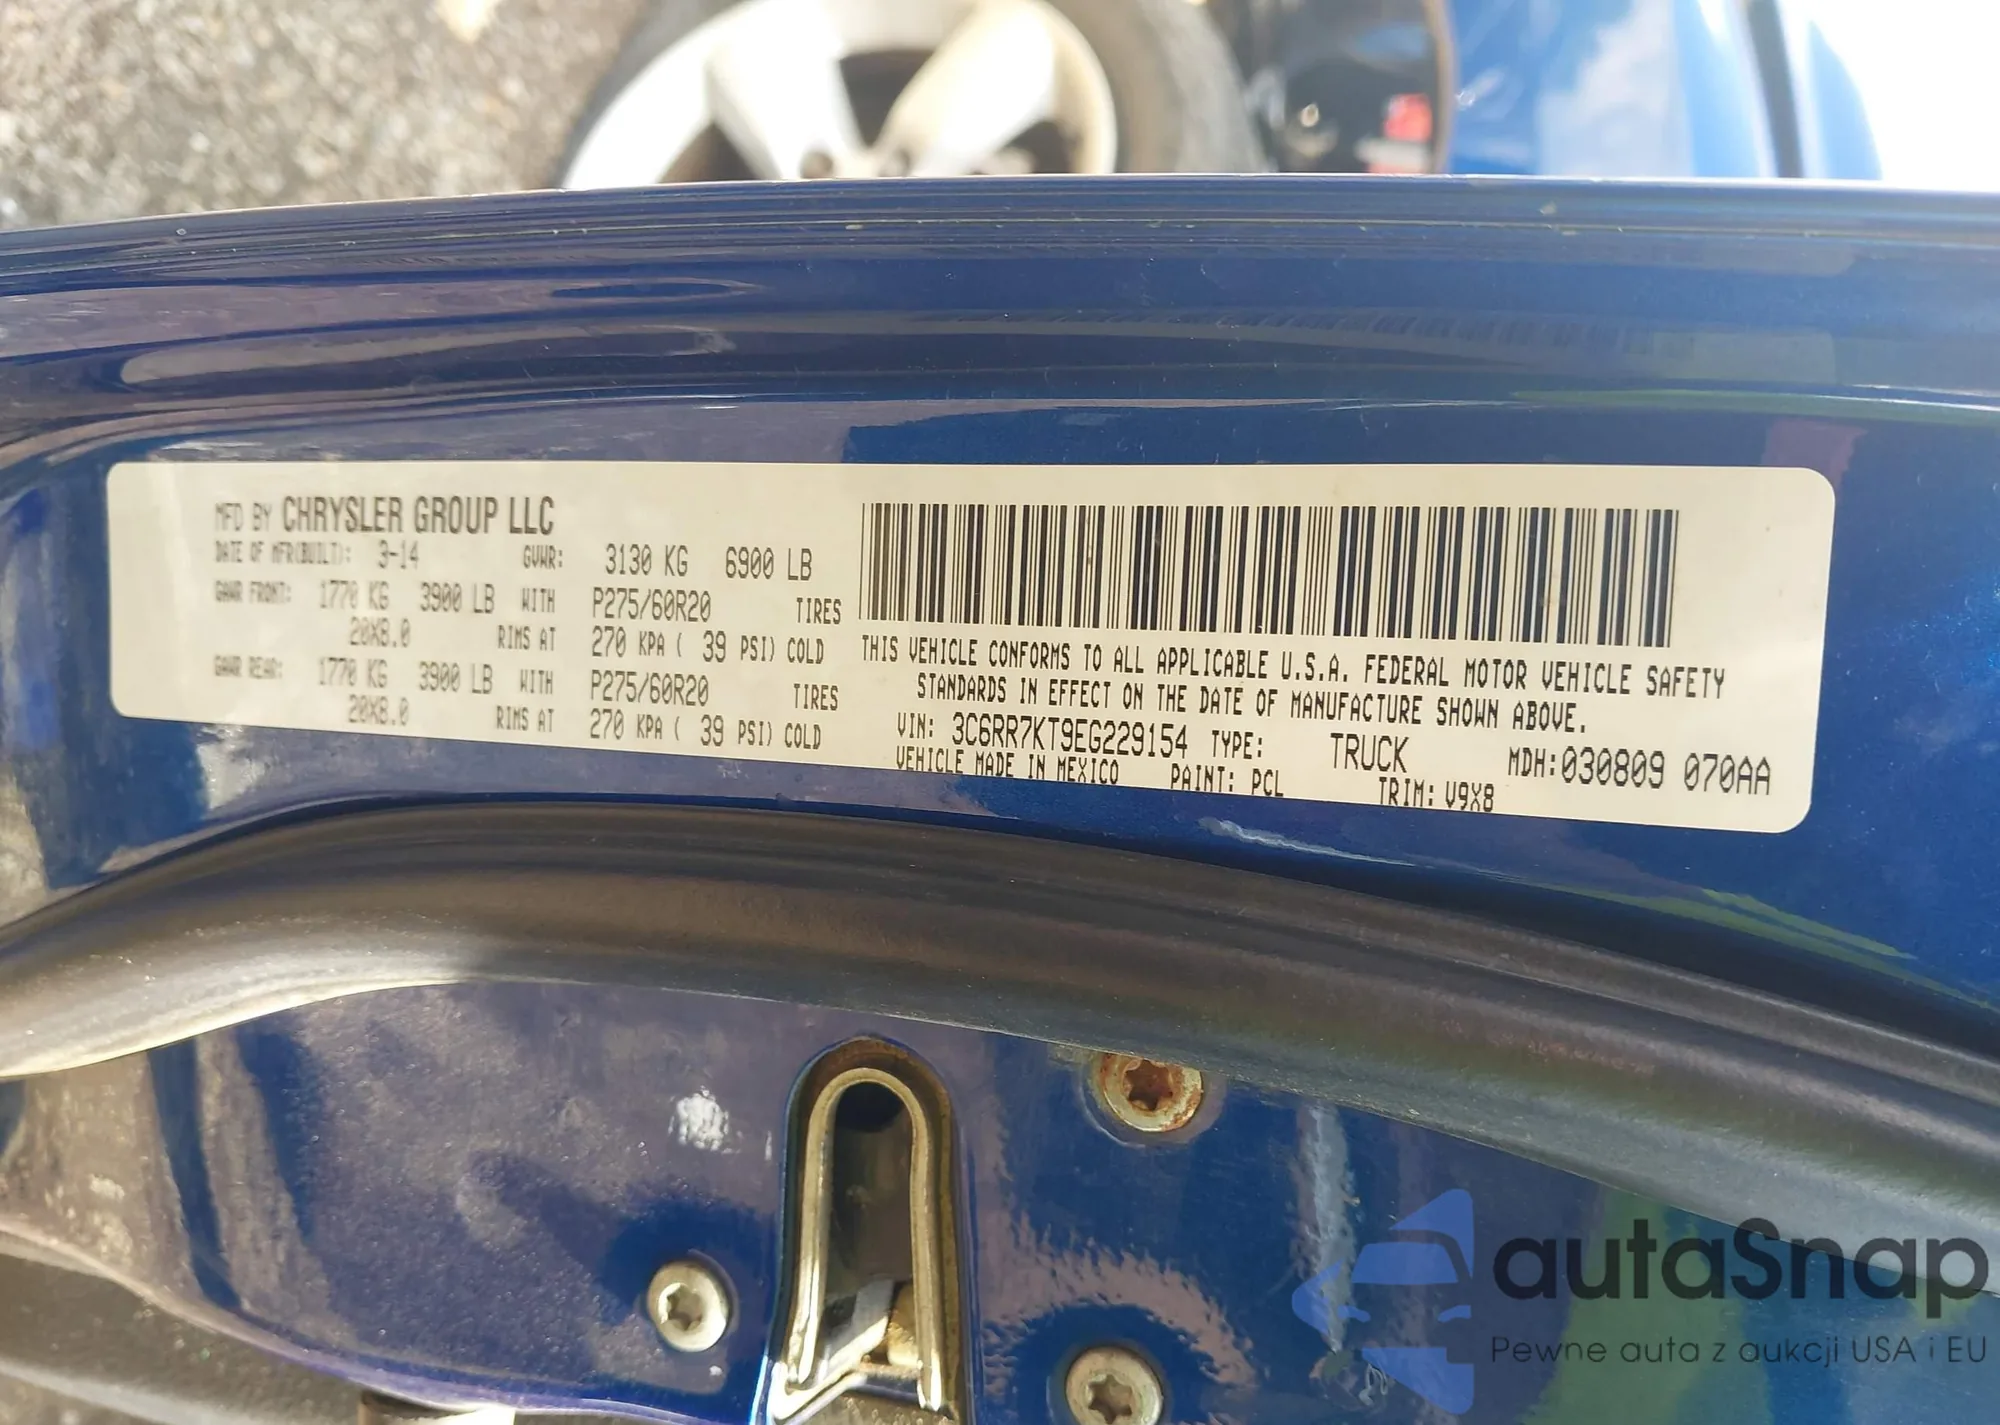 MFD BY CHRYSLER GROUP LLC
DATE OF MFR(BUILT): 3-14 GVWR: 3130 KG 6900 LB
GAWR FRONT: 1770 KG 3900 LB WITH P275/60R20 TIRES
20X8.0 RIMS AT 270 KPA ( 39 PSI) COLD
GAWR REAR: 1770 KG 3900 LB WITH P275/60R20 TIRES
20X8.0 RIMS AT 270 KPA ( 39 PSI) COLD
THIS VEHICLE CONFORMS TO ALL APPLICABLE U.S.A. FEDERAL MOTOR VEHICLE SAFETY
STANDARDS IN EFFECT ON THE DATE OF MANUFACTURE SHOWN ABOVE.
VIN: 3C6RR7KT9EG229154 TYPE: TRUCK MDH:030809 070AA
VEHICLE MADE IN MEXICO PAINT: PCL TRIM: V9X8
autaSnap
Pewne auta z aukcji USA i EU